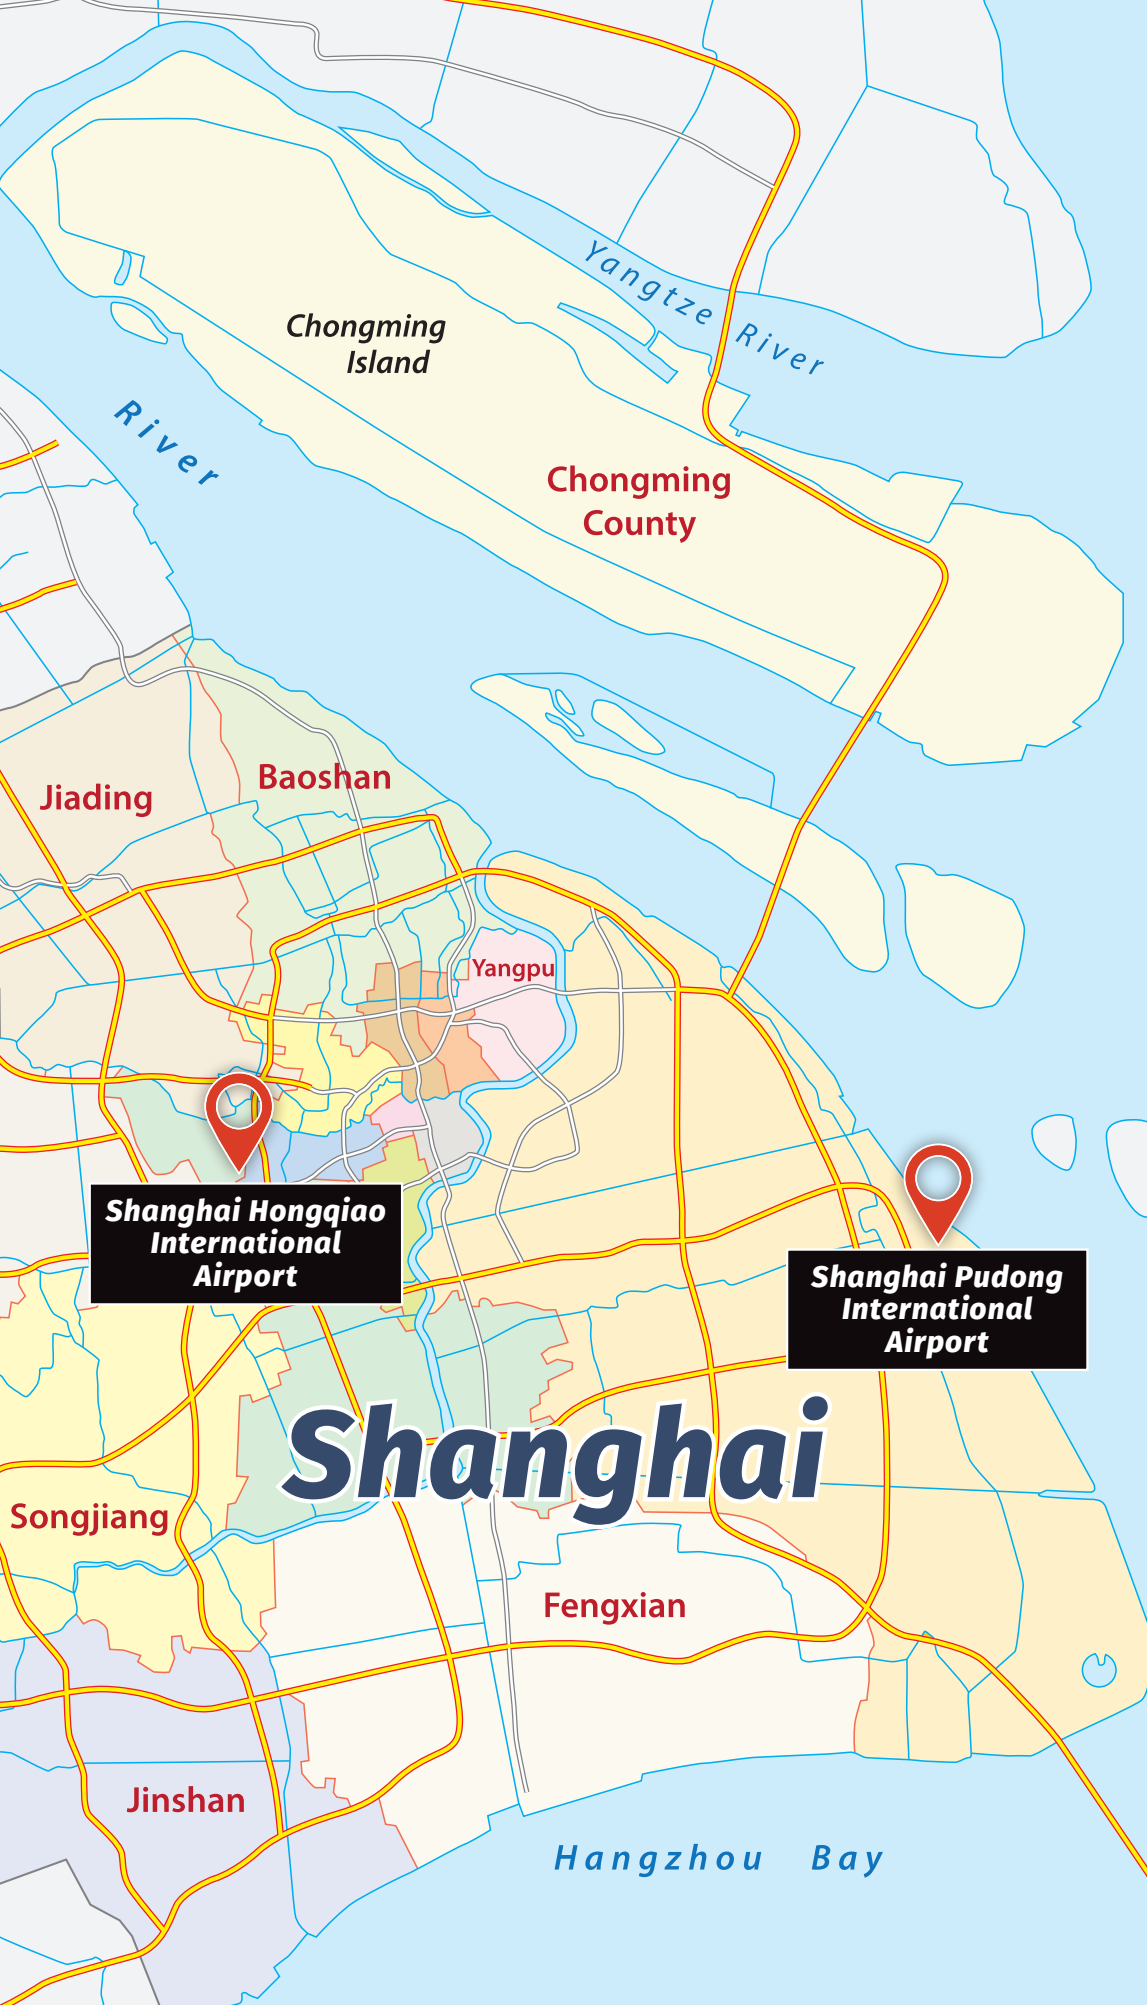 Yangtze River
Chongming
Island
River
Chongming
County
Baoshan
Jiading
Yangpu
Shanghai Hongqiao
International
Airport
Shanghai Pudong
International
Airport
Shanghai
Songjiang
Fengxian
Jinshan
Hangzhou Bay